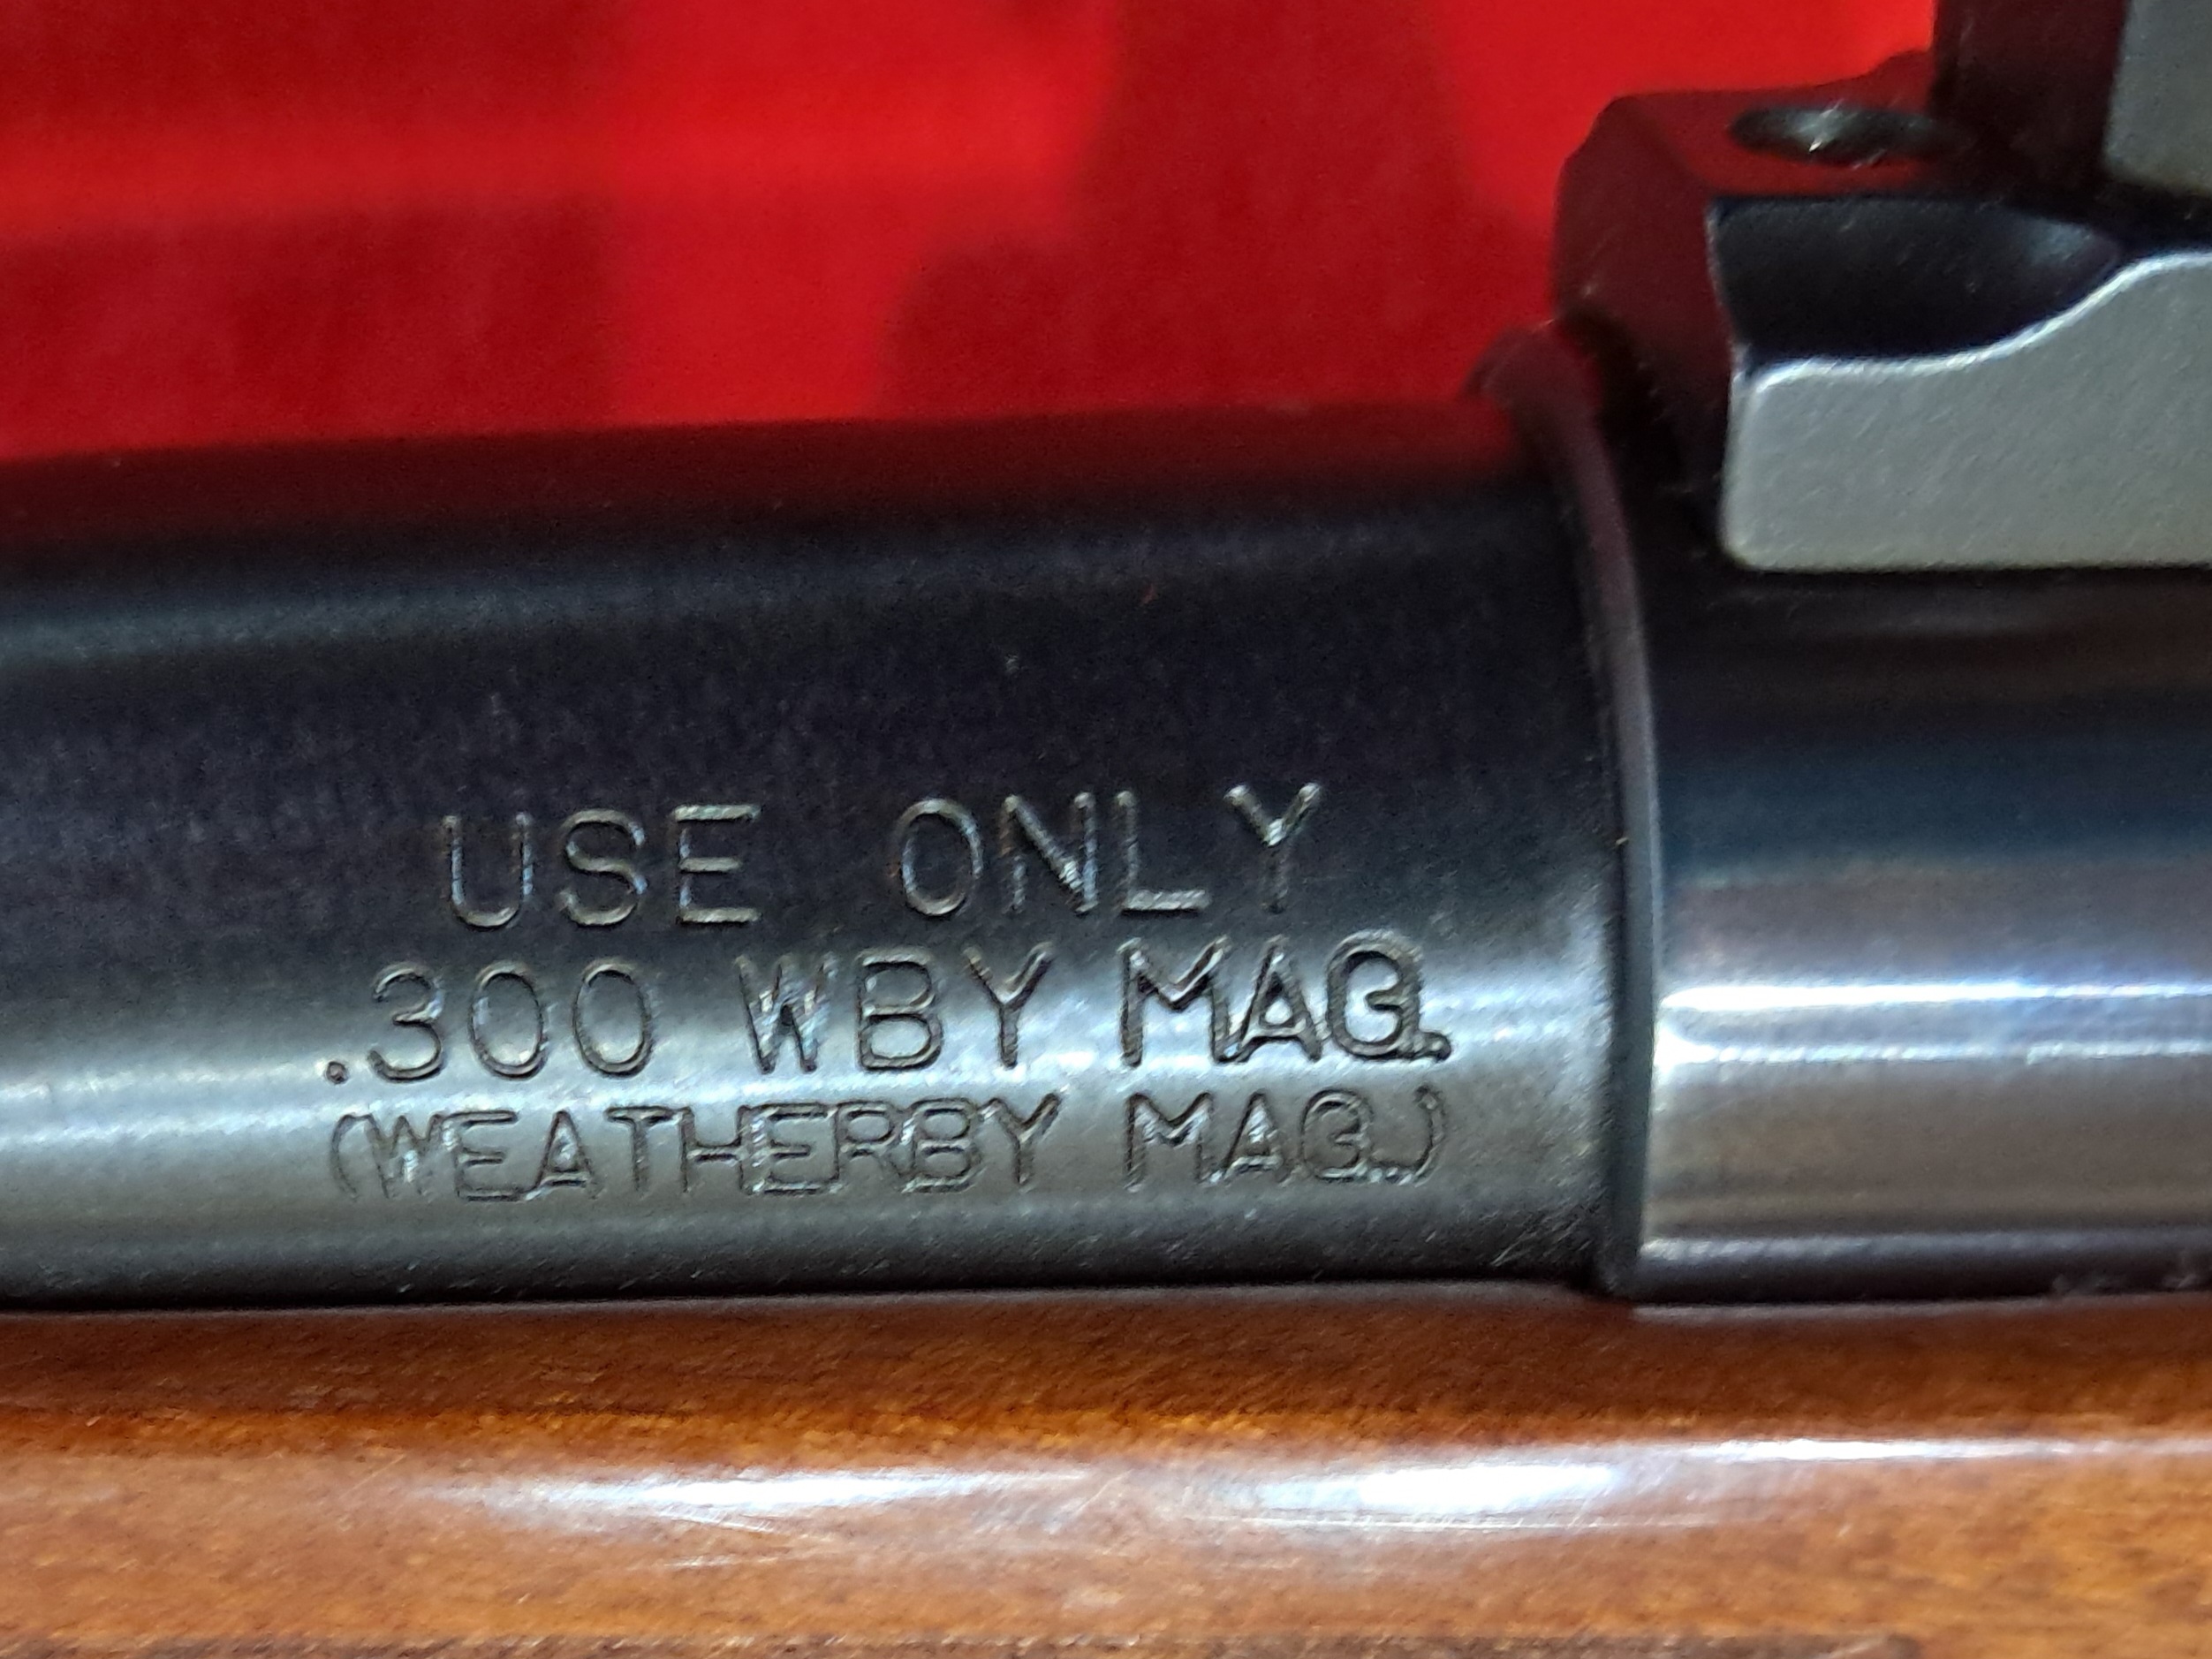 USE ONLY
.300 WBY MAG.
(WEATHERBY MAG.)